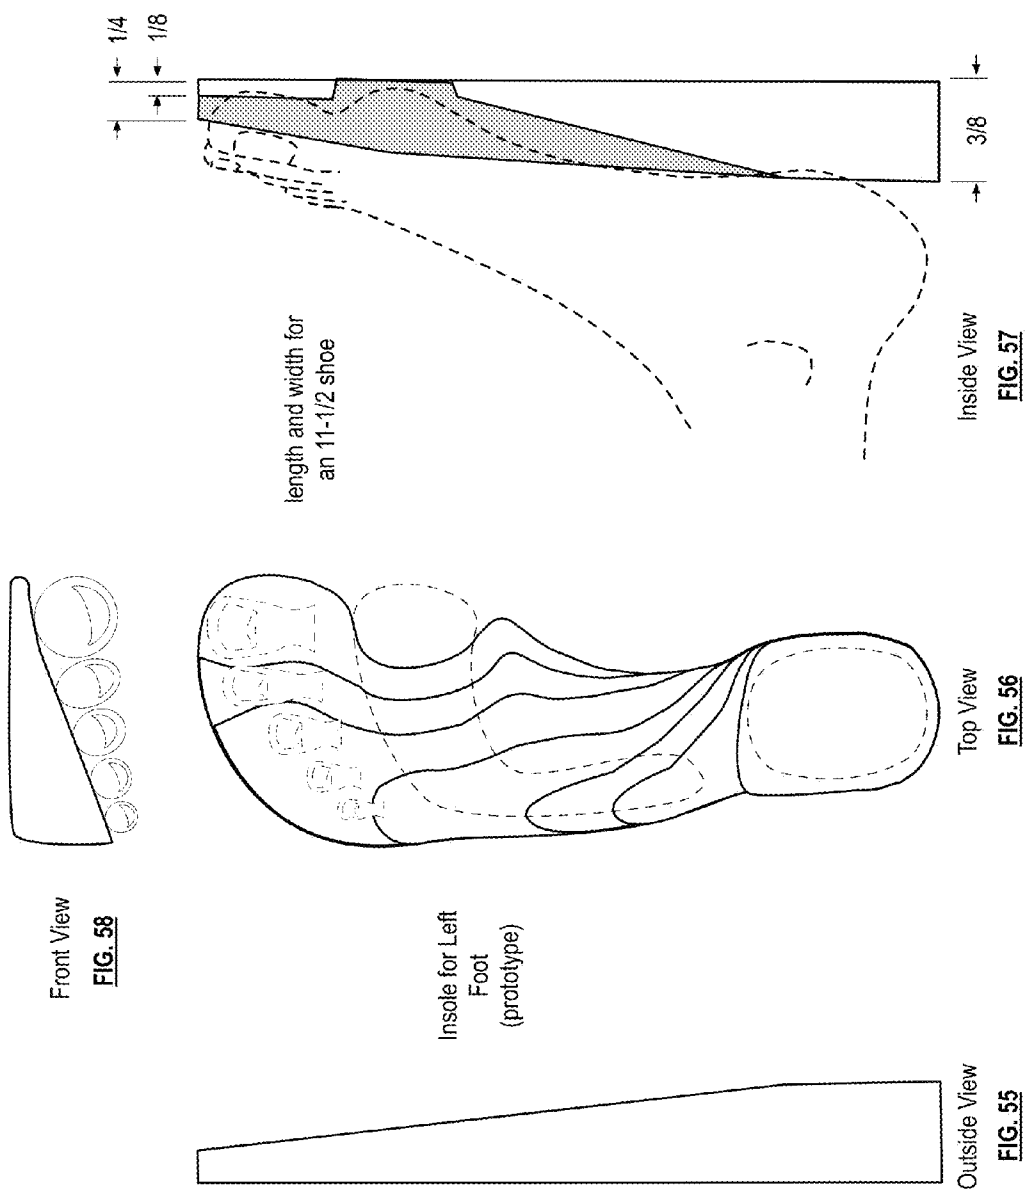 Front View
FIG. 58
Insole for Left
Foot
(prototype)
Outside View
FIG. 55
Top View
FIG. 56
length and width for
an 11-1/2 shoe
Inside View
FIG. 57
1/4
1/8
3/8